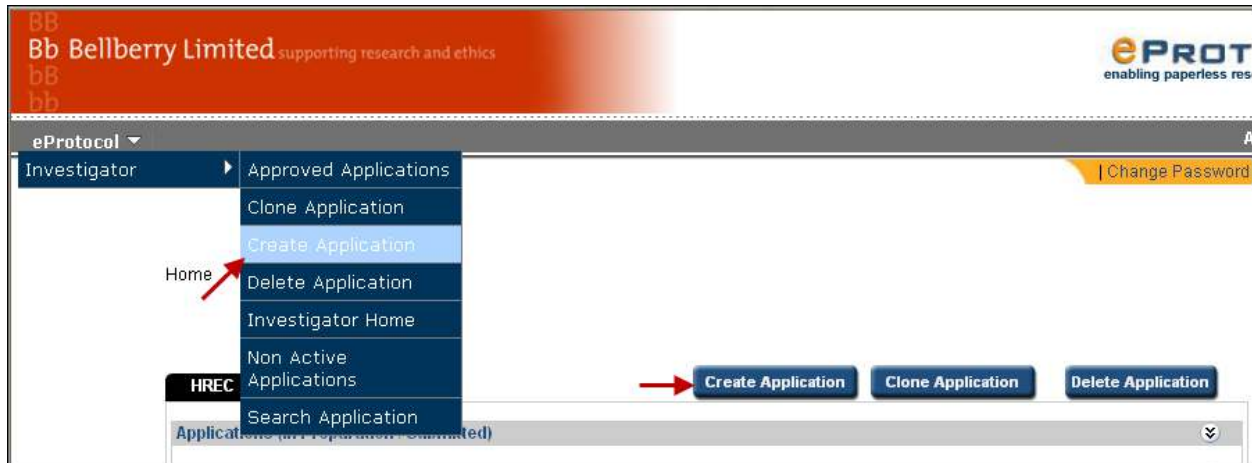 BB
Bb Bellberry Limited supporting research and ethics
bB
bb
ePROT
enabling paperless res
eProtocol
A
Investigator
Approved Applications
| Change Password
Clone Application
Create Application
Home
Delete Application
Investigator Home
Non Active
Applications
HREC
Create Application
Clone Application
Delete Application
Search Application